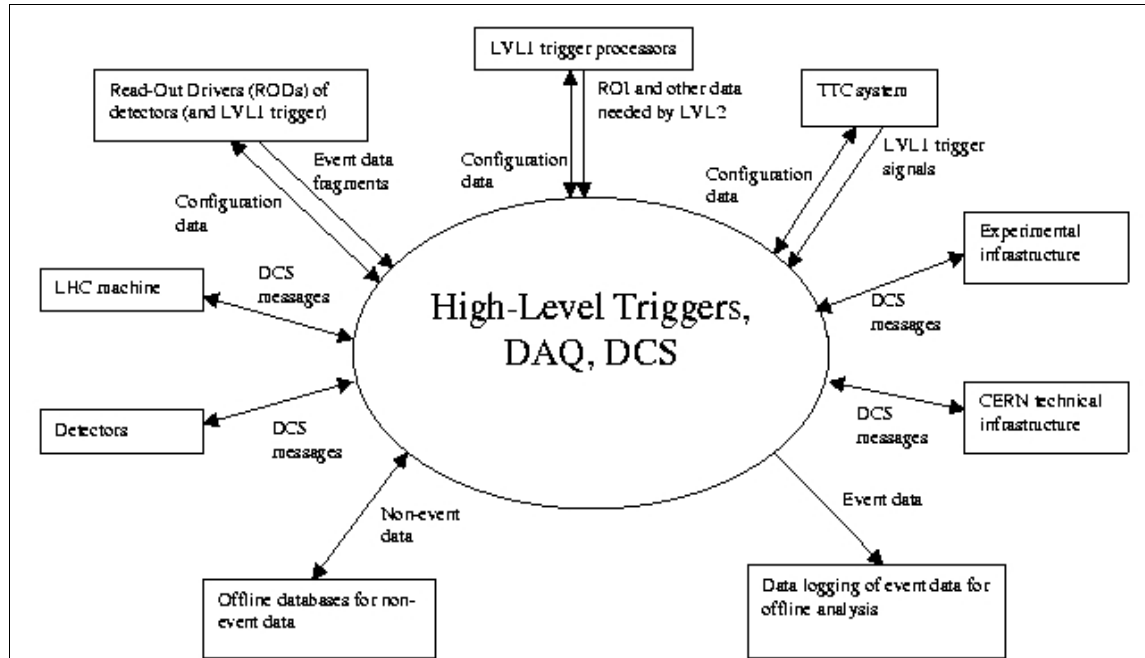 LVL1 trigger processors
Read-Out Drivers (RODs) of
detectors (and LVL1 trigger)
ROI and other data
needed by LVL2
TTC system
Event data
fragments
Configuration
data
Configuration
data
Configuration
data
LVL1 trigger
signals
LHC machine
DCS
messages
Experimental
infrastructure
DCS
messages
High-Level Triggers,
DAQ, DCS
Detectors
DCS
messages
CERN technical
infrastructure
DCS
messages
Non-event
data
Event data
Offline databases for non-
event data
Data logging of event data for
offline analysis